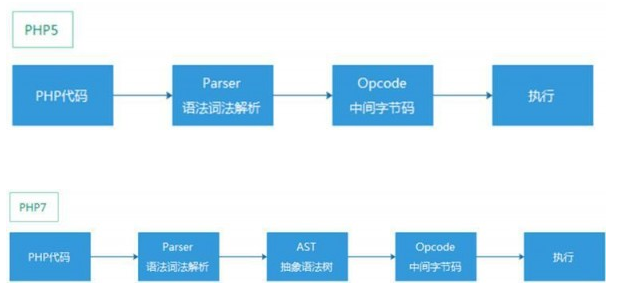 PHP5
PHP代码
Parser
语法词法解析
Opcode
中间字节码
执行
PHP7
PHP代码
Parser
语法词法解析
AST
抽象语法树
Opcode
中间字节码
执行